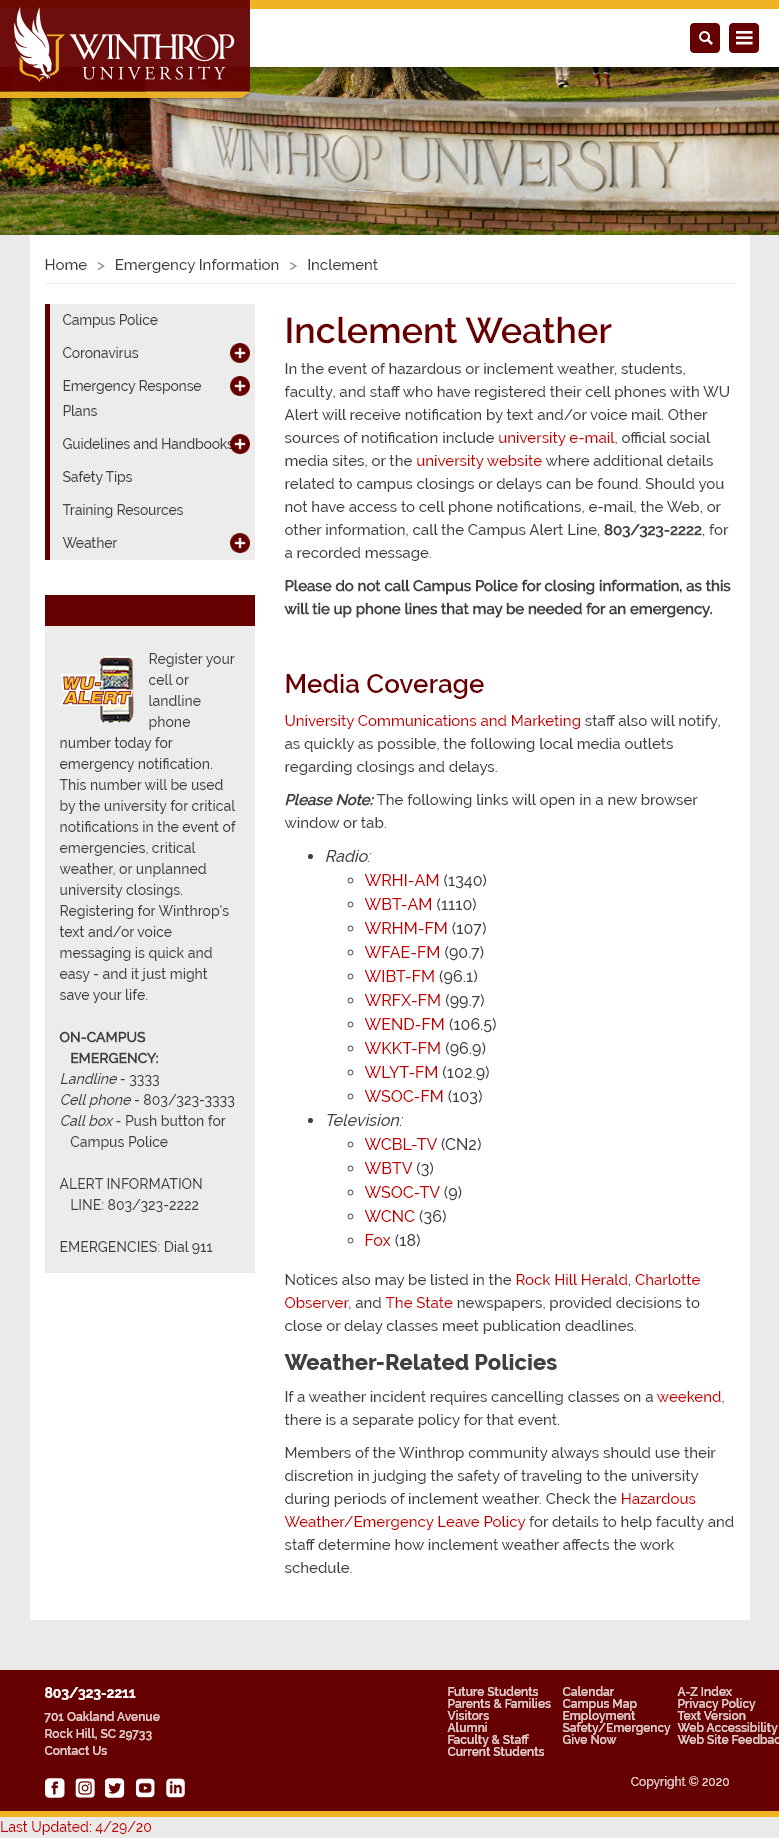 WINTHROP
UNIVERSITY
WINTHROP UNIVERSITY
Home > Emergency Information > Inclement
Campus Police
Coronavirus
Emergency Response
Plans
Guidelines and Handbooks
Safety Tips
Training Resources
Weather
WU-
ALERT
Register your
cell or
landline
phone
number today for
emergency notification.
This number will be used
by the university for critical
notifications in the event of
emergencies, critical
weather, or unplanned
university closings.
Registering for Winthrop's
text and/or voice
messaging is quick and
easy - and it just might
save your life.
ON-CAMPUS
EMERGENCY:
Landline - 3333
Cell phone - 803/323-3333
Call box - Push button for
Campus Police
ALERT INFORMATION
LINE: 803/323-2222
EMERGENCIES: Dial 911
Inclement Weather
In the event of hazardous or inclement weather, students,
faculty, and staff who have registered their cell phones with WU
Alert will receive notification by text and/or voice mail. Other
sources of notification include university e-mail, official social
media sites, or the university website where additional details
related to campus closings or delays can be found. Should you
not have access to cell phone notifications, e-mail, the Web, or
other information, call the Campus Alert Line, 803/323-2222, for
a recorded message.
Please do not call Campus Police for closing information, as this
will tie up phone lines that may be needed for an emergency.
Media Coverage
University Communications and Marketing staff also will notify,
as quickly as possible, the following local media outlets
regarding closings and delays.
Please Note: The following links will open in a new browser
window or tab.
Radio:
WRHI-AM (1340)
WBT-AM (1110)
WRHM-FM (107)
WFAE-FM (90.7)
WIBT-FM (96.1)
WRFX-FM (99.7)
WEND-FM (106.5)
WKKT-FM (96.9)
WLYT-FM (102.9)
WSOC-FM (103)
Television:
WCBL-TV (CN2)
WBTV (3)
WSOC-TV (9)
WCNC (36)
Fox (18)
Notices also may be listed in the Rock Hill Herald, Charlotte
Observer, and The State newspapers, provided decisions to
close or delay classes meet publication deadlines.
Weather-Related Policies
If a weather incident requires cancelling classes on a weekend,
there is a separate policy for that event.
Members of the Winthrop community always should use their
discretion in judging the safety of traveling to the university
during periods of inclement weather. Check the Hazardous
Weather/Emergency Leave Policy for details to help faculty and
staff determine how inclement weather affects the work
schedule.
803/323-2211
701 Oakland Avenue
Rock Hill, SC 29733
Contact Us
Future Students
Parents & Families
Visitors
Alumni
Faculty & Staff
Current Students
Calendar
Campus Map
Employment
Safety/Emergency
Give Now
A-Z Index
Privacy Policy
Text Version
Web Accessibility
Web Site Feedbac
Copyright © 2020
Last Updated: 4/29/20